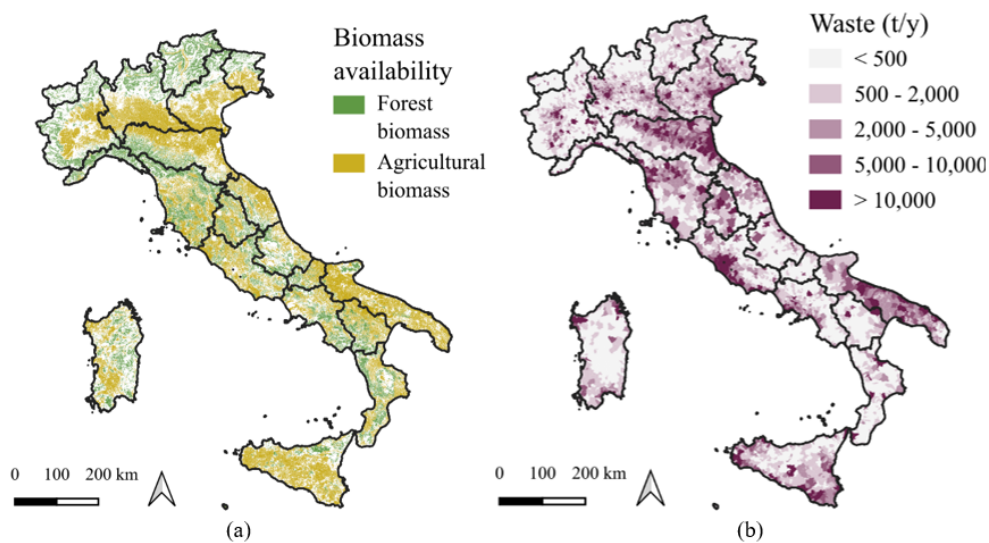 Biomass
availability
Forest
biomass
Agricultural
biomass
0 100 200 km
(a)
Waste (t/y)
< 500
500 - 2,000
2,000 - 5,000
5,000 - 10,000
> 10,000
0 100 200 km
(b)